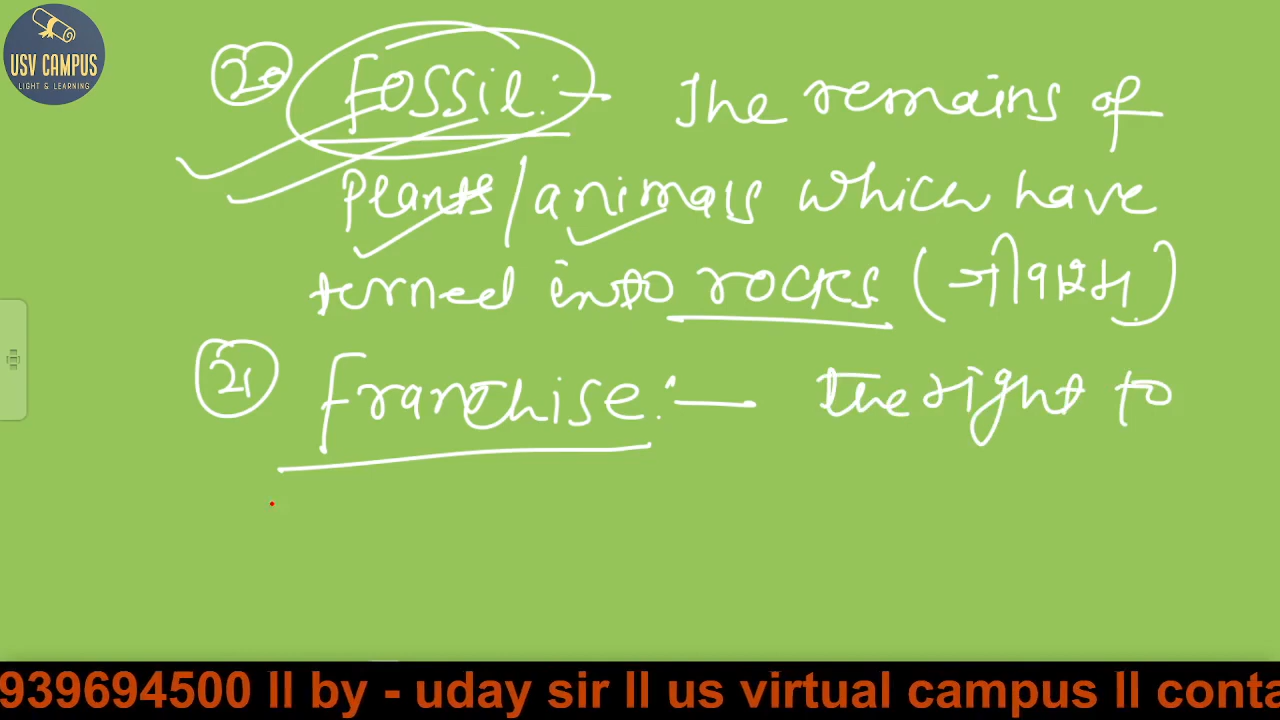 USV CAMPUS
LIGHT & LEARNING
20 Fossil :- The remains of
Plants/animals which have
turned into rocks (जीवाश्म)
21 Franchise :- the right to
939694500 ll by - uday sir ll us virtual campus ll conta